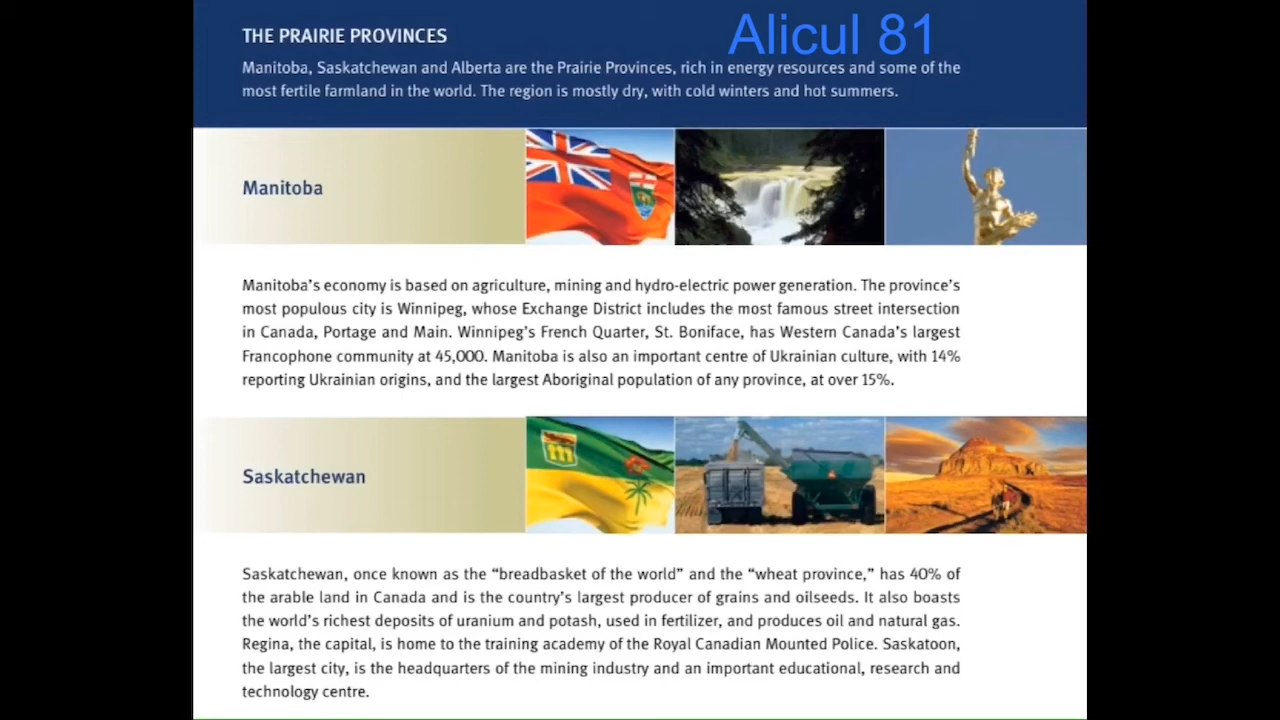 THE PRAIRIE PROVINCES
Alicul 81
Manitoba, Saskatchewan and Alberta are the Prairie Provinces, rich in energy resources and some of the
most fertile farmland in the world. The region is mostly dry, with cold winters and hot summers.
Manitoba
Manitoba’s economy is based on agriculture, mining and hydro-electric power generation. The province’s
most populous city is Winnipeg, whose Exchange District includes the most famous street intersection
in Canada, Portage and Main. Winnipeg’s French Quarter, St. Boniface, has Western Canada’s largest
Francophone community at 45,000. Manitoba is also an important centre of Ukrainian culture, with 14%
reporting Ukrainian origins, and the largest Aboriginal population of any province, at over 15%.
Saskatchewan
Saskatchewan, once known as the “breadbasket of the world” and the “wheat province,” has 40% of
the arable land in Canada and is the country’s largest producer of grains and oilseeds. It also boasts
the world’s richest deposits of uranium and potash, used in fertilizer, and produces oil and natural gas.
Regina, the capital, is home to the training academy of the Royal Canadian Mounted Police. Saskatoon,
the largest city, is the headquarters of the mining industry and an important educational, research and
technology centre.